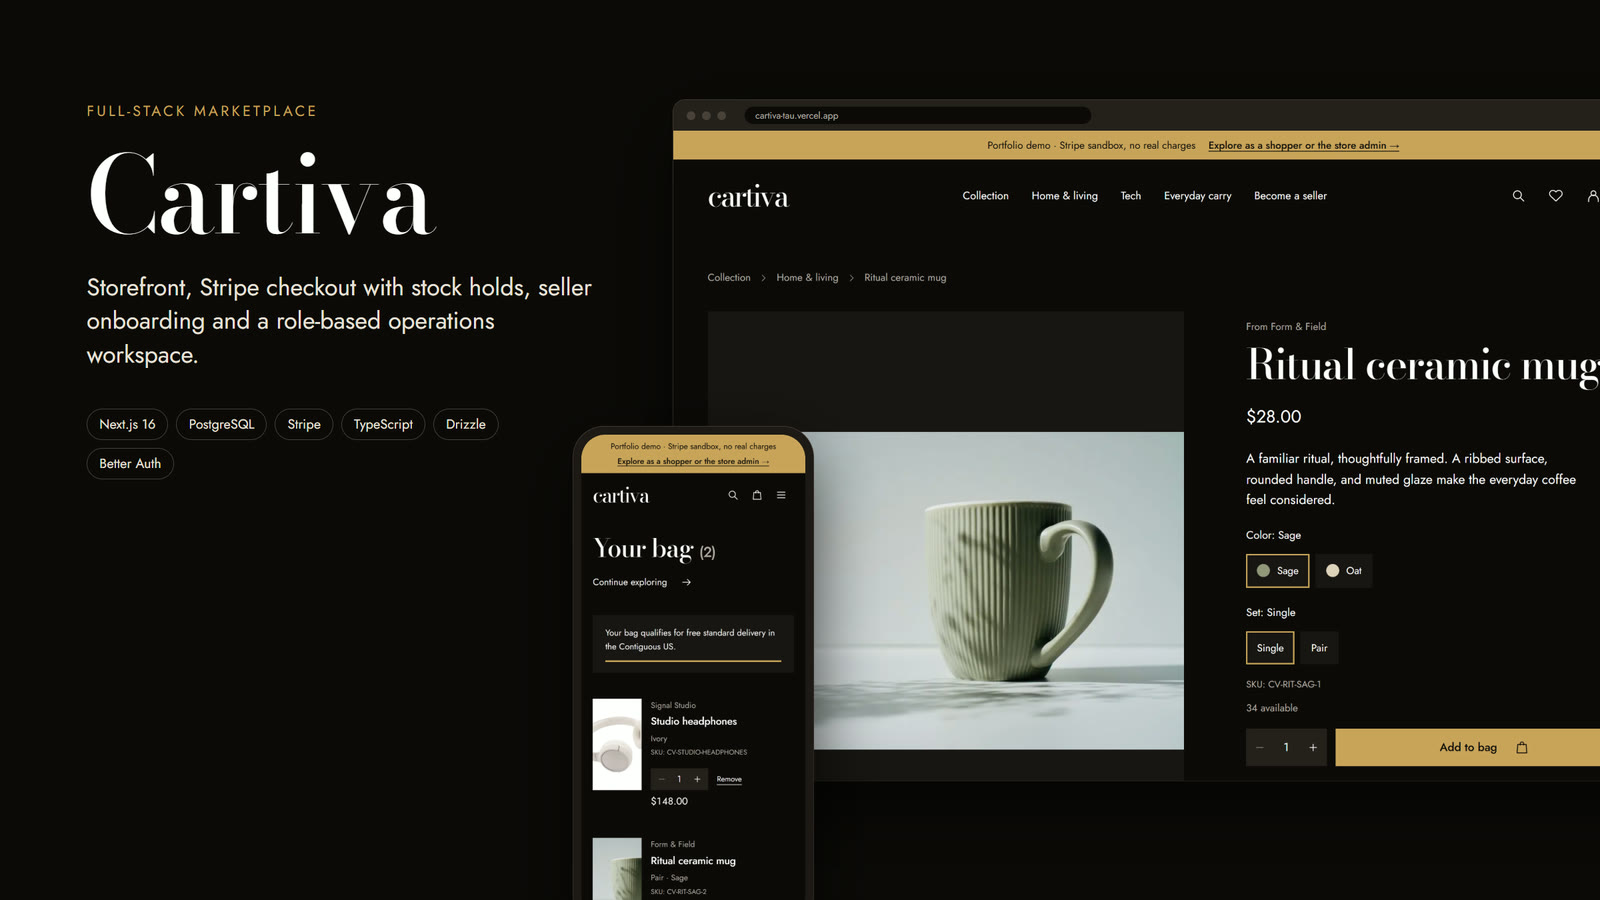 FULL-STACK MARKETPLACE
Cartiva
Storefront, Stripe checkout with stock holds, seller
onboarding and a role-based operations
workspace.
Next.js 16
PostgreSQL
Stripe
TypeScript
Drizzle
Better Auth
cartiva-tau.vercel.app
Portfolio demo · Stripe sandbox, no real charges Explore as a shopper or the store admin →
cartiva
Collection
Home & living
Tech
Everyday carry
Become a seller
Collection > Home & living > Ritual ceramic mug
From Form & Field
Ritual ceramic mug
$28.00
A familiar ritual, thoughtfully framed. A ribbed surface,
rounded handle, and muted glaze make the everyday coffee
feel considered.
Color: Sage
Sage
Oat
Set: Single
Single
Pair
SKU: CV-RIT-SAG-1
34 available
− 1 +
Add to bag
Portfolio demo · Stripe sandbox, no real charges
Explore as a shopper or the store admin →
cartiva
Your bag (2)
Continue exploring →
Your bag qualifies for free standard delivery in
the Contiguous US.
Signal Studio
Studio headphones
Ivory
SKU: CV-STUDIO-HEADPHONES
− 1 + Remove
$148.00
Form & Field
Ritual ceramic mug
Pair · Sage
SKU: CV-RIT-SAG-2